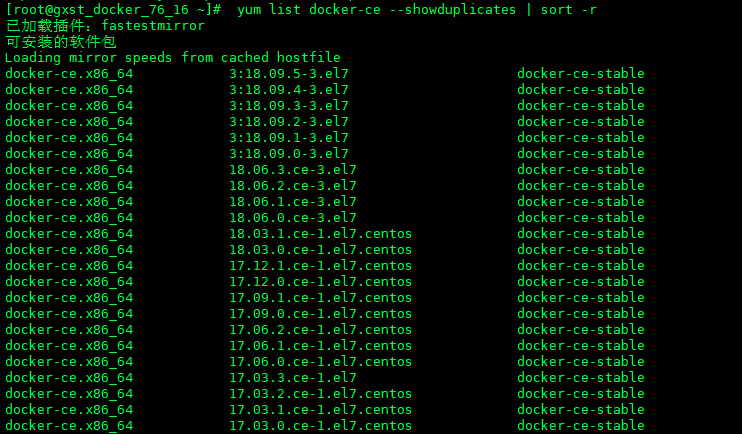 [root@gxst_docker_76_16 ~]#  yum list docker-ce --showduplicates | sort -r
已加载插件：fastestmirror
可安装的软件包
Loading mirror speeds from cached hostfile
docker-ce.x86_64            3:18.09.5-3.el7                     docker-ce-stable
docker-ce.x86_64            3:18.09.4-3.el7                     docker-ce-stable
docker-ce.x86_64            3:18.09.3-3.el7                     docker-ce-stable
docker-ce.x86_64            3:18.09.2-3.el7                     docker-ce-stable
docker-ce.x86_64            3:18.09.1-3.el7                     docker-ce-stable
docker-ce.x86_64            3:18.09.0-3.el7                     docker-ce-stable
docker-ce.x86_64            18.06.3.ce-3.el7                    docker-ce-stable
docker-ce.x86_64            18.06.2.ce-3.el7                    docker-ce-stable
docker-ce.x86_64            18.06.1.ce-3.el7                    docker-ce-stable
docker-ce.x86_64            18.06.0.ce-3.el7                    docker-ce-stable
docker-ce.x86_64            18.03.1.ce-1.el7.centos             docker-ce-stable
docker-ce.x86_64            18.03.0.ce-1.el7.centos             docker-ce-stable
docker-ce.x86_64            17.12.1.ce-1.el7.centos             docker-ce-stable
docker-ce.x86_64            17.12.0.ce-1.el7.centos             docker-ce-stable
docker-ce.x86_64            17.09.1.ce-1.el7.centos             docker-ce-stable
docker-ce.x86_64            17.09.0.ce-1.el7.centos             docker-ce-stable
docker-ce.x86_64            17.06.2.ce-1.el7.centos             docker-ce-stable
docker-ce.x86_64            17.06.1.ce-1.el7.centos             docker-ce-stable
docker-ce.x86_64            17.06.0.ce-1.el7.centos             docker-ce-stable
docker-ce.x86_64            17.03.3.ce-1.el7                    docker-ce-stable
docker-ce.x86_64            17.03.2.ce-1.el7.centos             docker-ce-stable
docker-ce.x86_64            17.03.1.ce-1.el7.centos             docker-ce-stable
docker-ce.x86_64            17.03.0.ce-1.el7.centos             docker-ce-stable